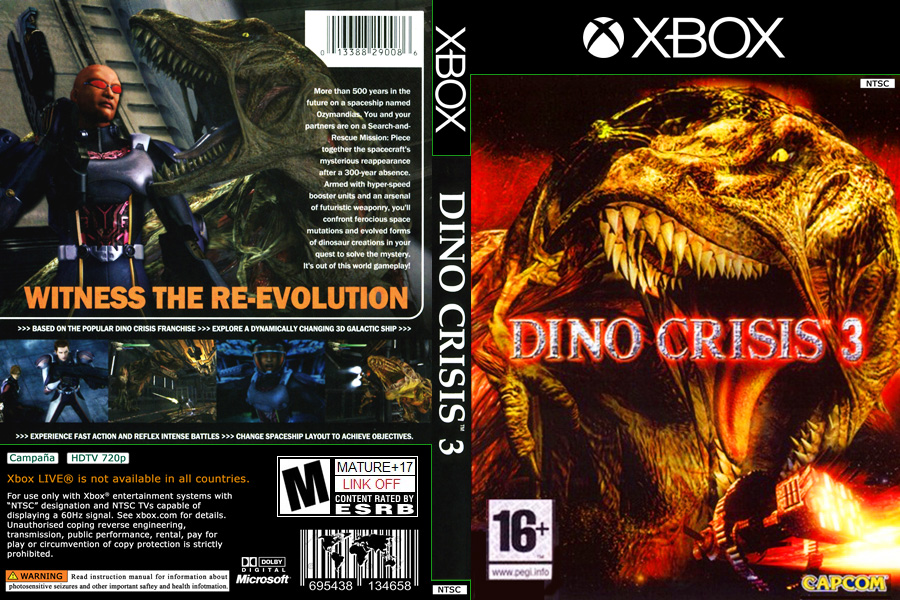 0 13388 29008 6
More than 500 years in the
future on a spaceship named
Ozymandias. You and your
partners are on a Search-and-
Rescue Mission: Piece
together the spacecraft's
mysterious reappearance
after a 300-year absence.
Armed with hyper-speed
booster units and an arsenal
of futuristic weaponry, you'll
confront ferocious space
mutations and evolved forms
of dinosaur creations in your
quest to solve the mystery.
It's out of this world gameplay!
WITNESS THE RE-EVOLUTION
>>> BASED ON THE POPULAR DINO CRISIS FRANCHISE >>> EXPLORE A DYNAMICALLY CHANGING 3D GALACTIC SHIP >>>
>>> EXPERIENCE FAST ACTION AND REFLEX INTENSE BATTLES >>> CHANGE SPACESHIP LAYOUT TO ACHIEVE OBJECTIVES.
Campaña HDTV 720p
Xbox LIVE® is not available in all countries.
For use only with Xbox® entertainment systems with
"NTSC" designation and NTSC TVs capable of
displaying a 60Hz signal. See xbox.com for details.
Unauthorised coping reverse engineering,
transmission, public performance, rental, pay for
play or circumvention of copy protection is strictly
prohibited.
WARNING Read instruction manual for information about
photosensitive seizures and other important saftey and health infotmation.
DOLBY
DIGITAL
Microsoft®
M
MATURE+17
LINK OFF
CONTENT RATED BY
ESRB
695438 134658
XBOX
DINO CRISIS™ 3
NTSC
XBOX
NTSC
DINO CRISIS™ 3
16+
™
www.pegi.info
CAPCOM®